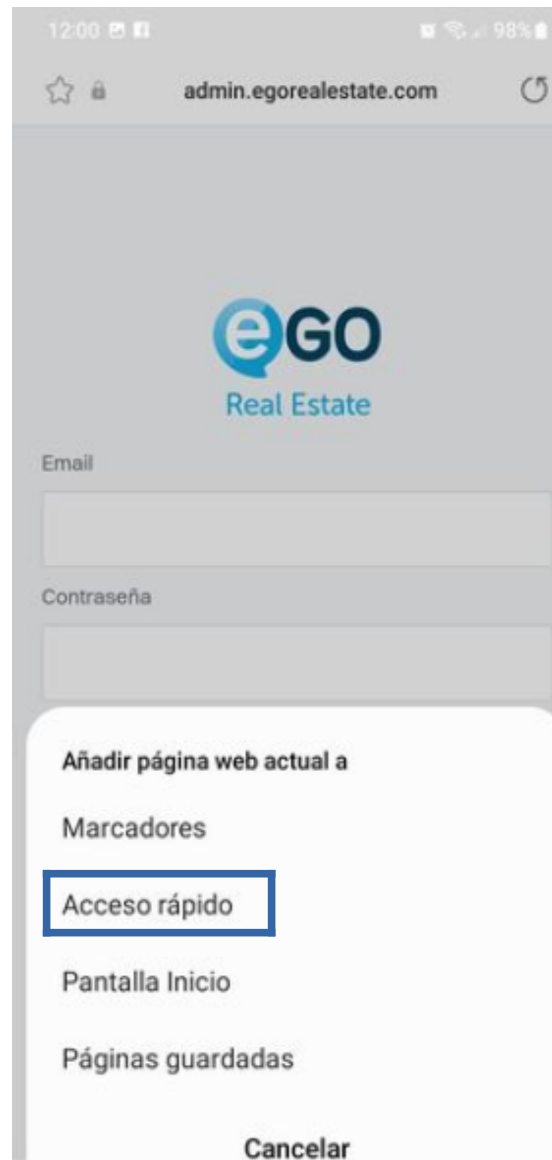 12:00
98%
admin.egorealestate.com
eGO
Real Estate
Email
Contraseña
Añadir página web actual a
Marcadores
Acceso rápido
Pantalla Inicio
Páginas guardadas
Cancelar